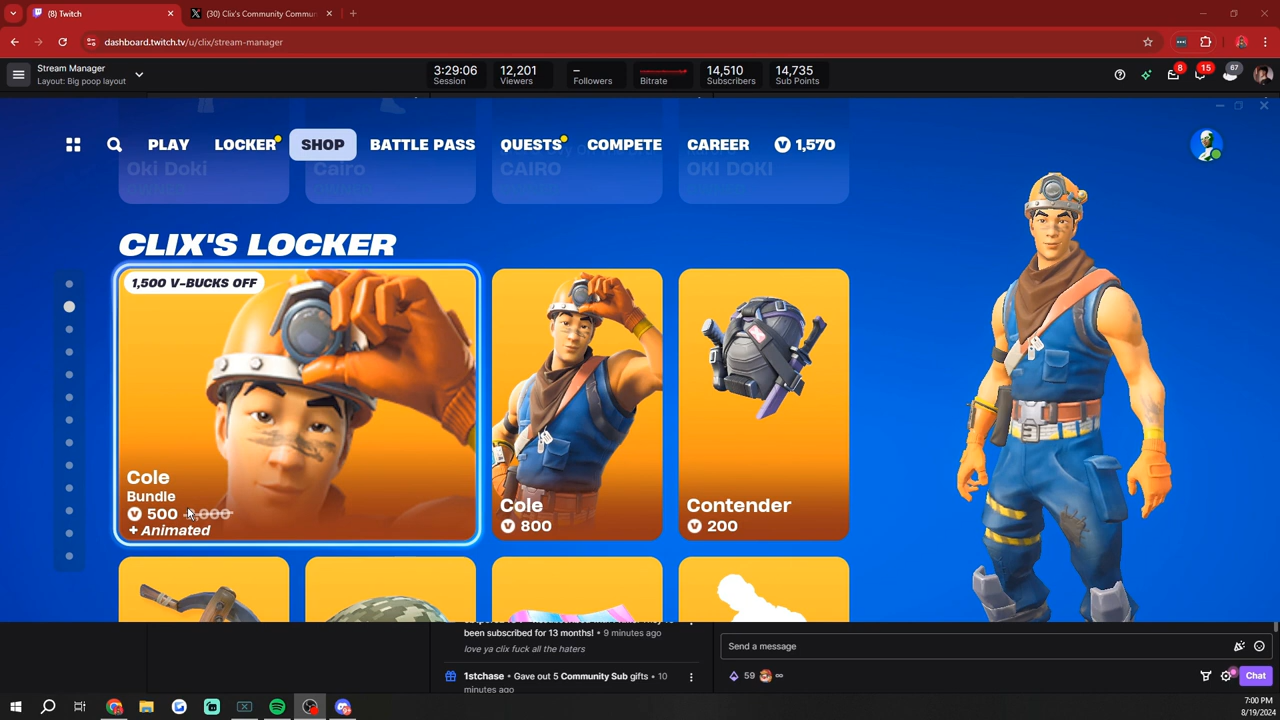 (8) Twitch
(30) Clix's Community Commun
dashboard.twitch.tv/u/clix/stream-manager
Stream Manager
Layout: Big poop layout
3:29:06
Session
12,201
Viewers
–
Followers
Bitrate
14,510
Subscribers
14,735
Sub Points
8
15
67
PLAY
LOCKER
SHOP
BATTLE PASS
QUESTS
COMPETE
CAREER
1,570
Oki Doki
Cairo
CAIRO
OKI DOKI
CLIX'S LOCKER
1,500 V-BUCKS OFF
Cole
Bundle
500
+ Animated
Cole
800
Contender
200
been subscribed for 13 months! • 9 minutes ago
love ya clix fuck all the haters
1stchase • Gave out 5 Community Sub gifts • 10
minutes ago
Send a message
59
∞
Chat
7:00 PM
8/19/2024